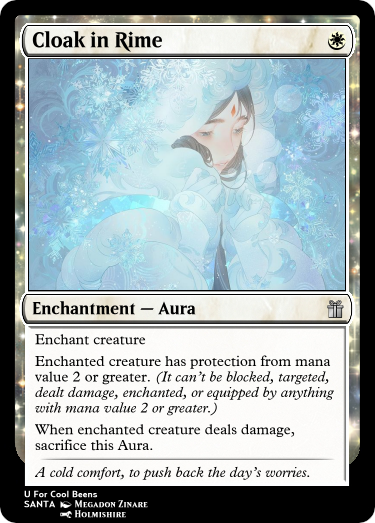 Cloak in Rime
Enchantment — Aura
Enchant creature
Enchanted creature has protection from mana
value 2 or greater. (It can't be blocked, targeted,
dealt damage, enchanted, or equipped by anything
with mana value 2 or greater.)
When enchanted creature deals damage,
sacrifice this Aura.
A cold comfort, to push back the day's worries.
U For Cool Beens
SANTA Megadon Zinare
Holmishire